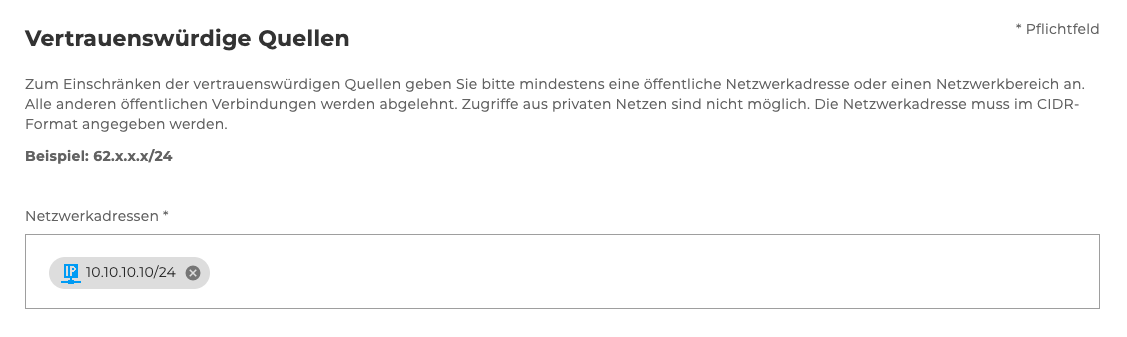 Vertrauenswürdige Quellen
* Pflichtfeld
Zum Einschränken der vertrauenswürdigen Quellen geben Sie bitte mindestens eine öffentliche Netzwerkadresse oder einen Netzwerkbereich an.
Alle anderen öffentlichen Verbindungen werden abgelehnt. Zugriffe aus privaten Netzen sind nicht möglich. Die Netzwerkadresse muss im CIDR-
Format angegeben werden.
Beispiel: 62.x.x.x/24
Netzwerkadressen *
IP 10.10.10.10/24